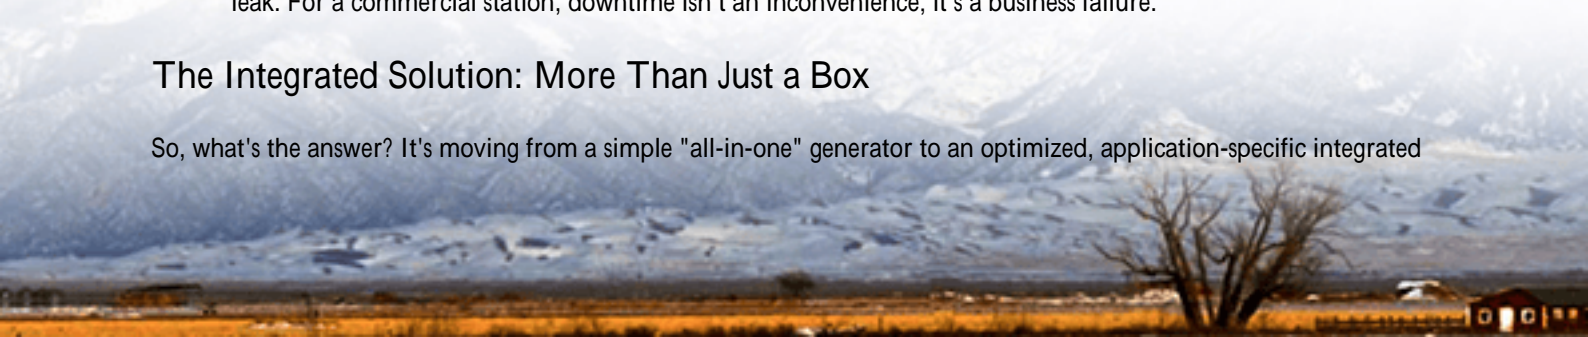 leak. For a commercial station, downtime isn't an inconvenience, it's a business failure.
The Integrated Solution: More Than Just a Box
So, what's the answer? It's moving from a simple "all-in-one" generator to an optimized, application-specific integrated